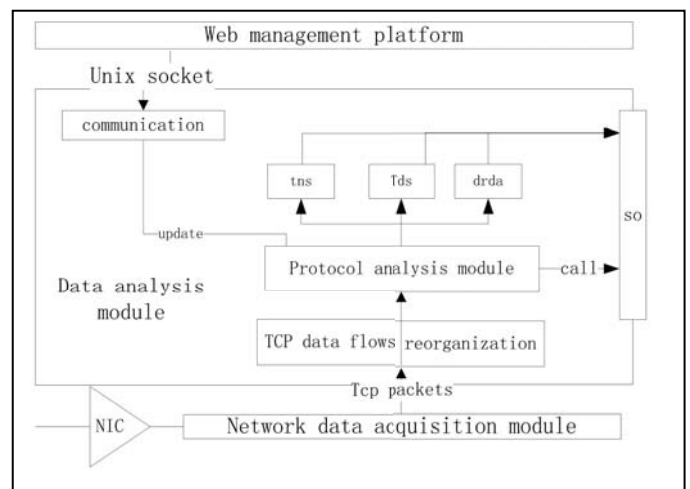 Web management platform
Unix socket
communication
tns
Tds
drda
so
update
Protocol analysis module
call
Data analysis
module
TCP data flows reorganization
Tcp packets
NIC
Network data acquisition module